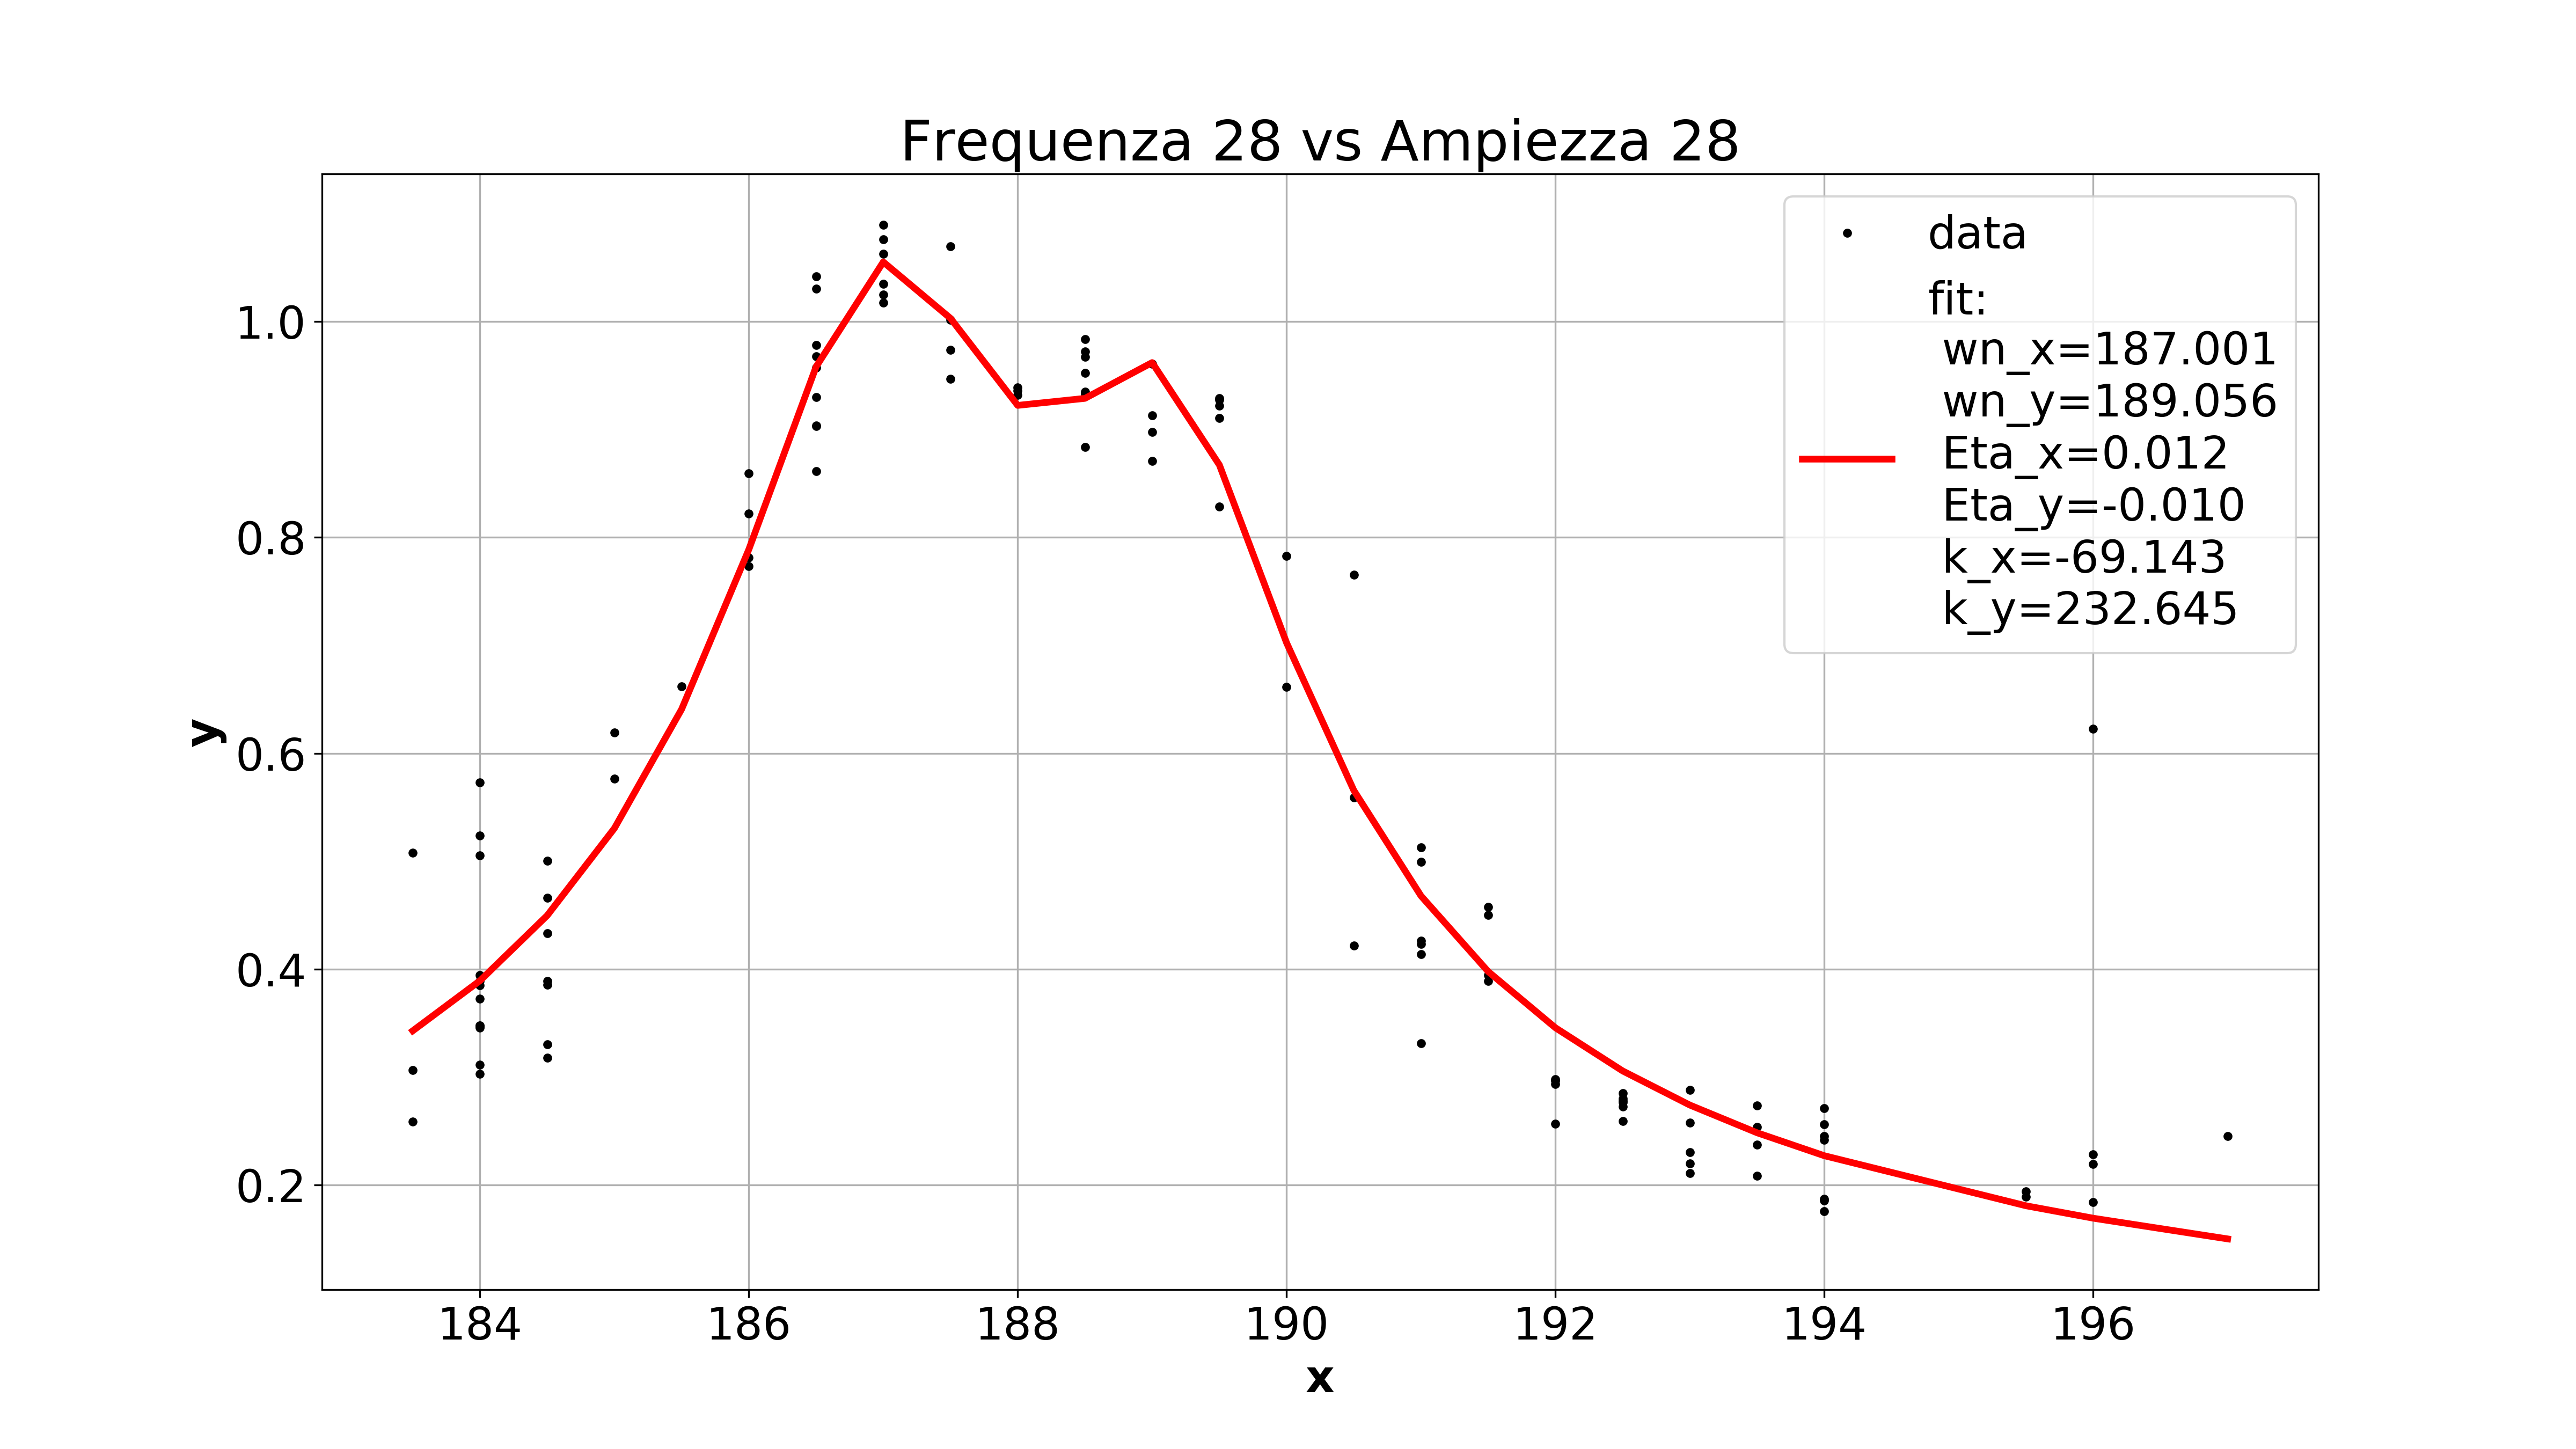 Frequenza 28 vs Ampiezza 28
data
fit:
wn_x=187.001
wn_y=189.056
Eta_x=0.012
Eta_y=-0.010
k_x=-69.143
k_y=232.645
y
1.0
0.8
0.6
0.4
0.2
184 186 188 190 192 194 196
x